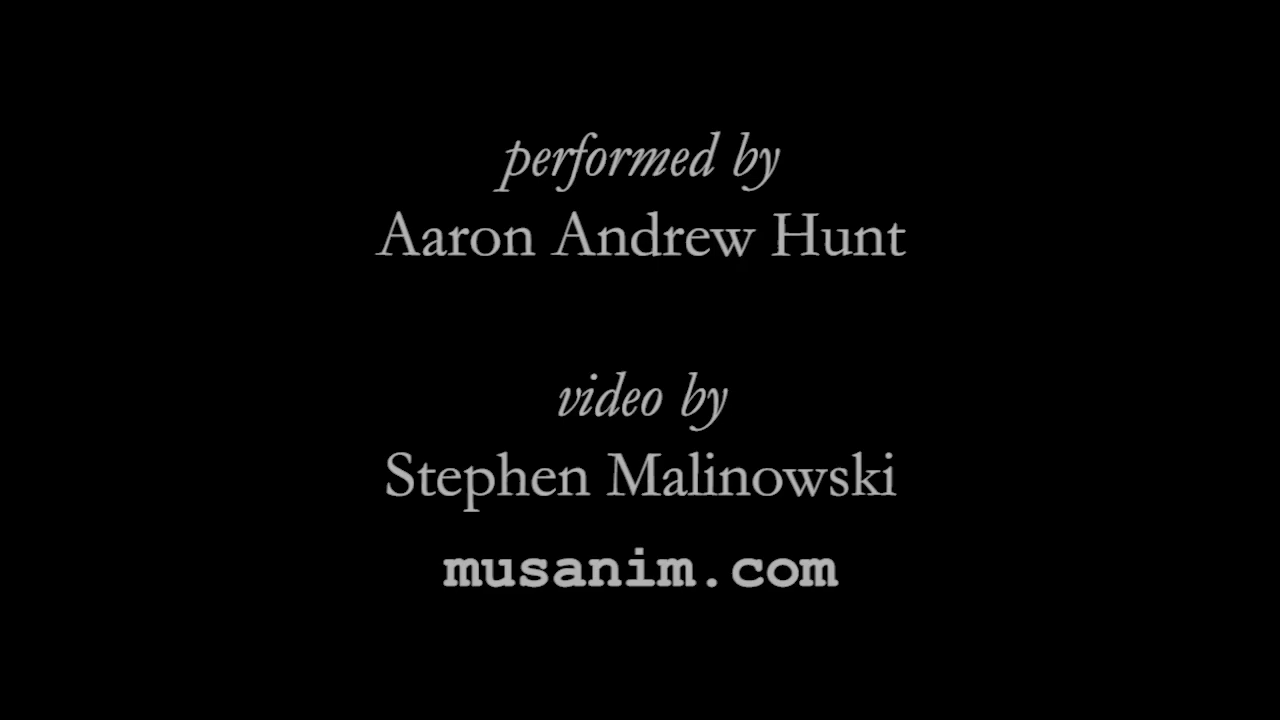 performed by
Aaron Andrew Hunt
video by
Stephen Malinowski
musanim.com